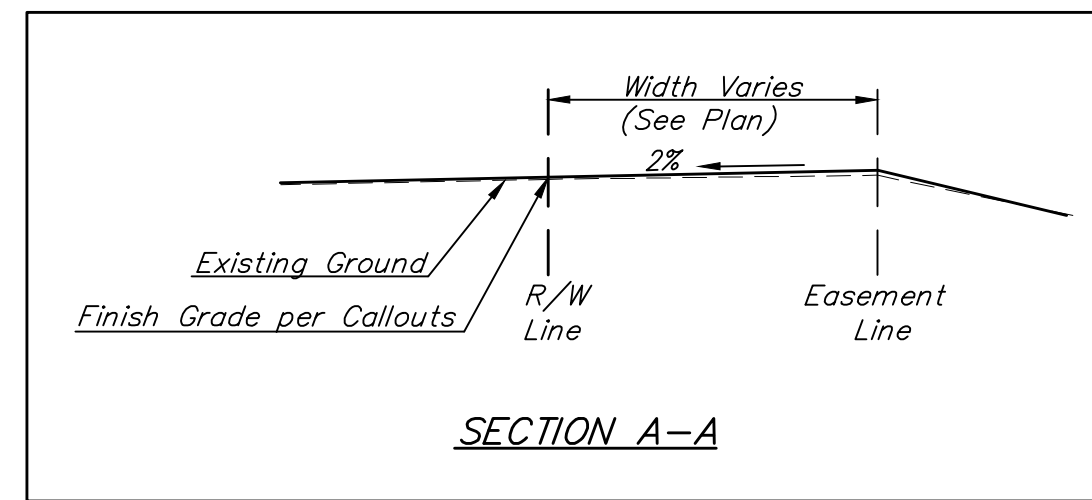 Width Varies
(See Plan)
2%
Existing Ground
Finish Grade per Callouts
R/W
Line
Easement
Line
SECTION A-A